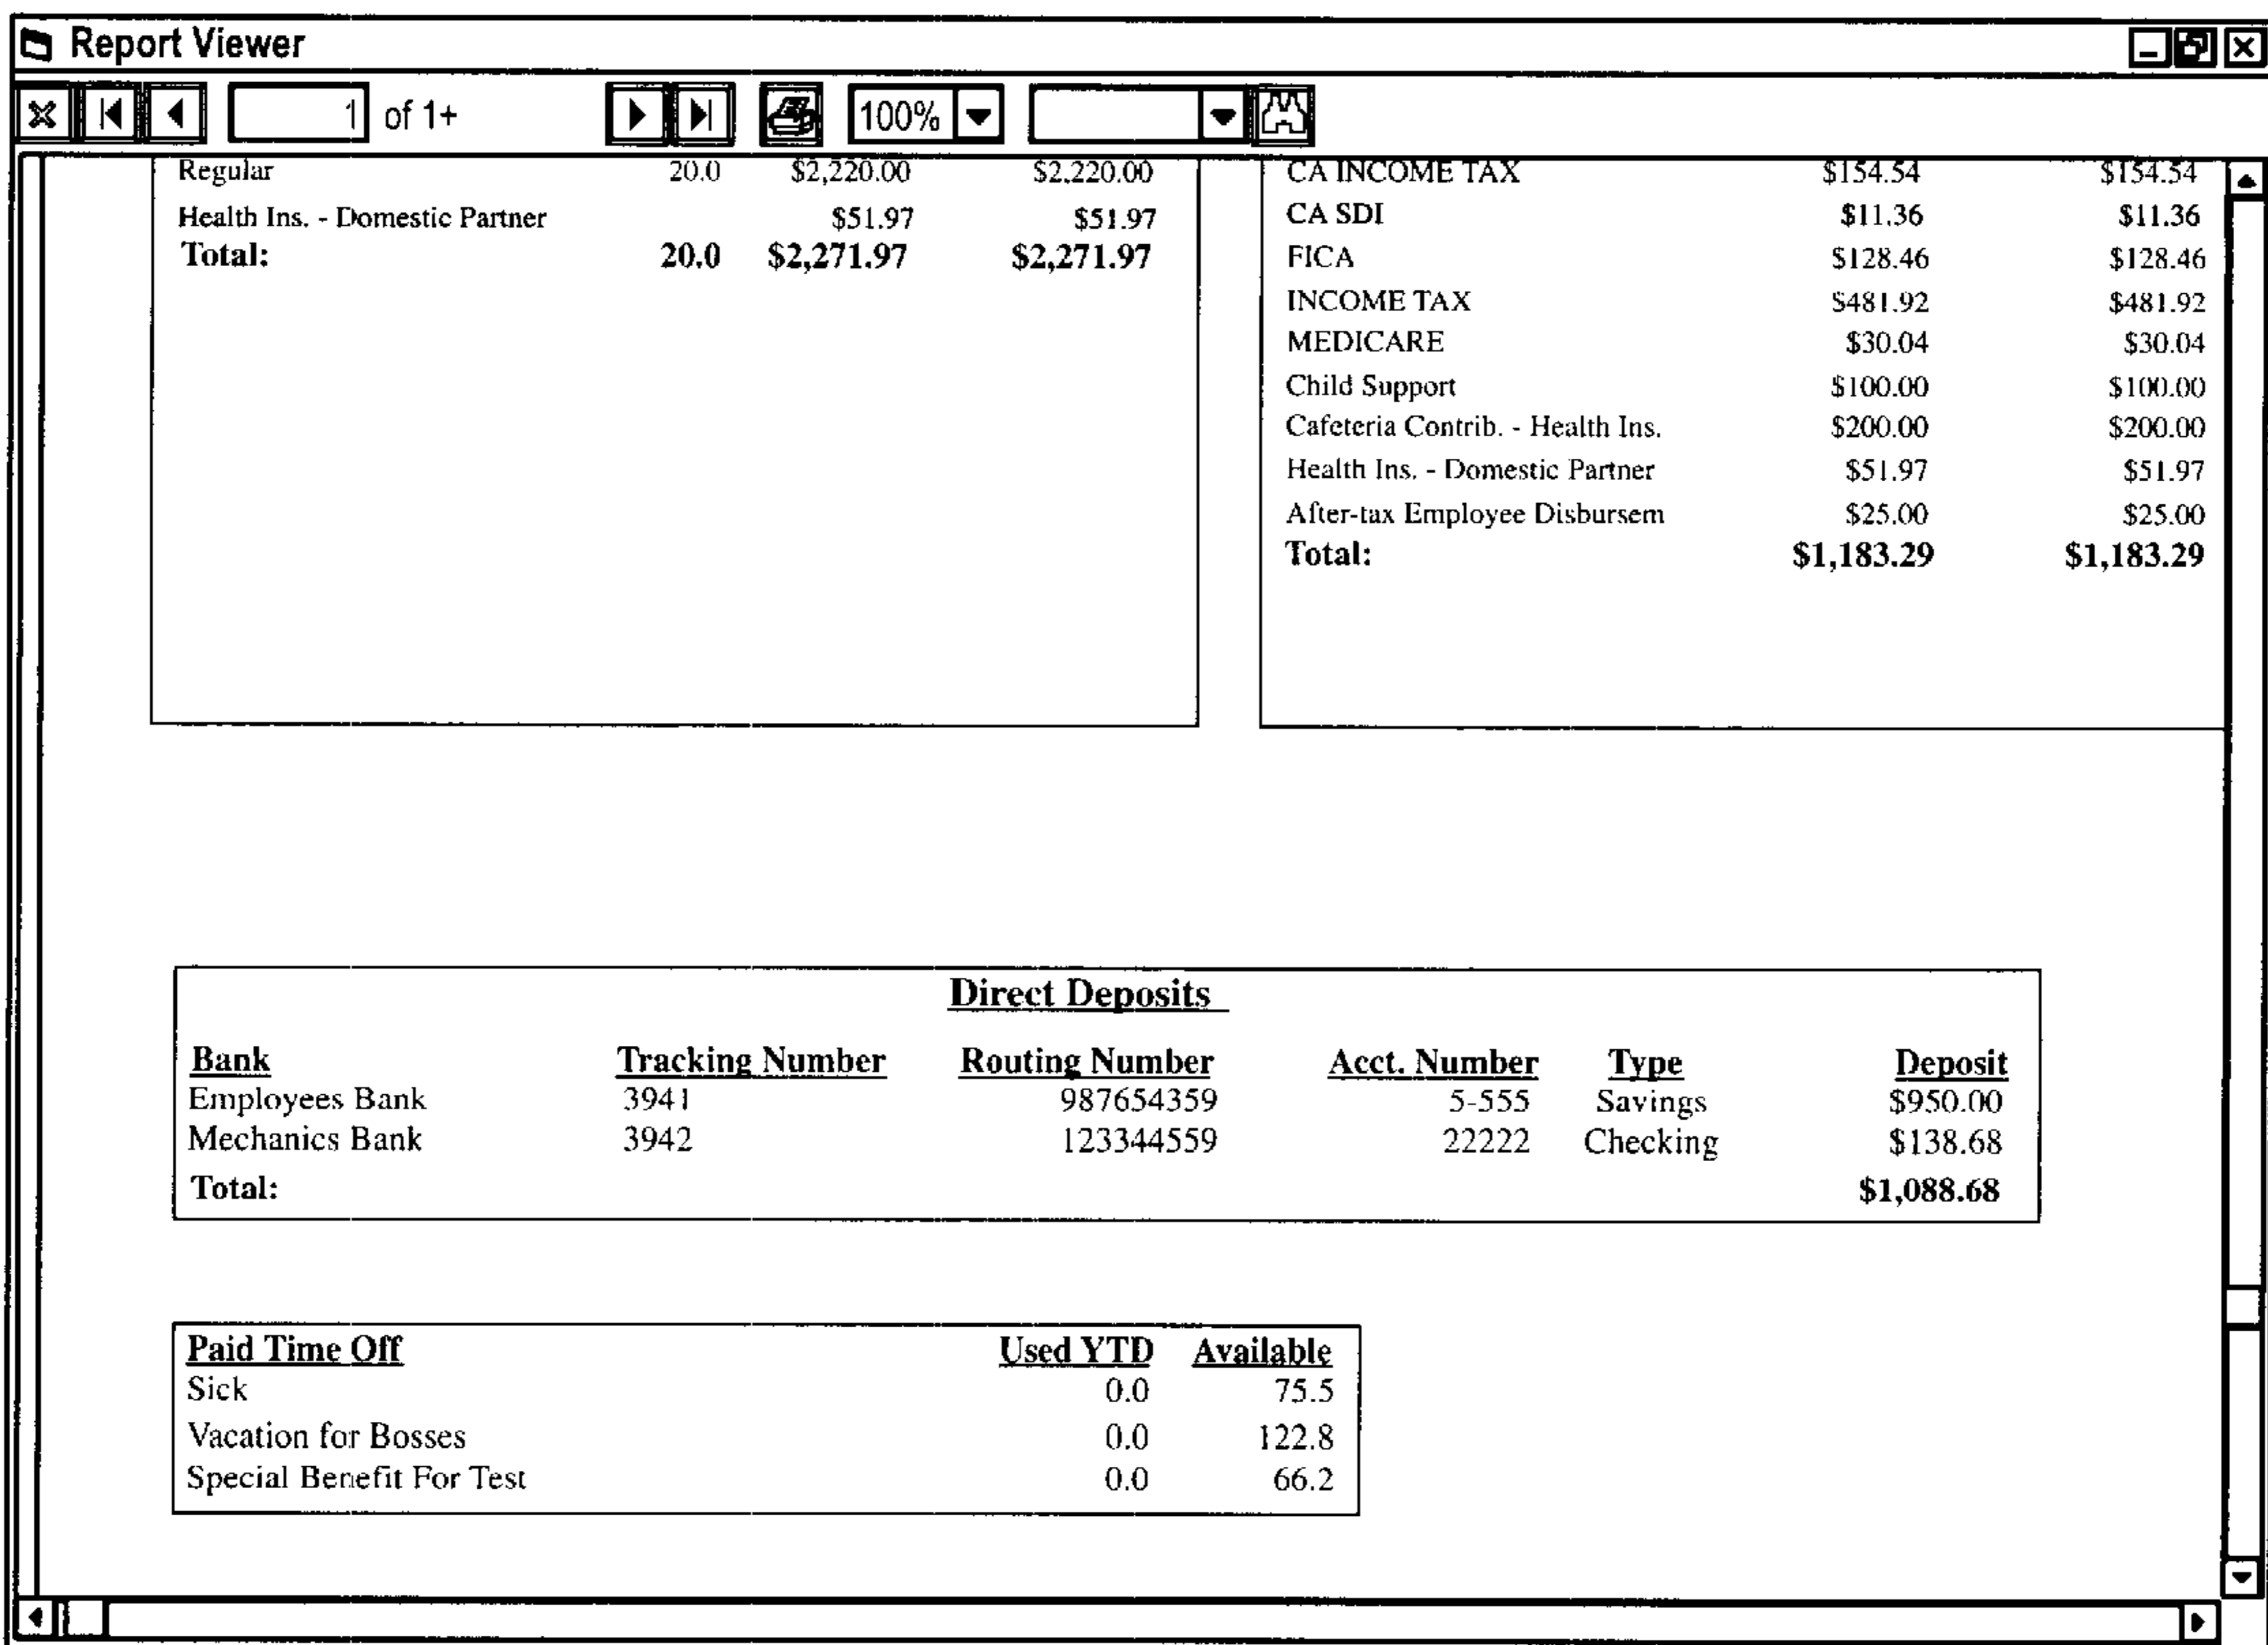 Report Viewer
1 of 1+ 100%
Regular 20.0 $2,220.00 $2,220.00
Health Ins. - Domestic Partner $51.97 $51.97
Total: 20.0 $2,271.97 $2,271.97
CA INCOME TAX $154.54 $154.54
CA SDI $11.36 $11.36
FICA $128.46 $128.46
INCOME TAX $481.92 $481.92
MEDICARE $30.04 $30.04
Child Support $100.00 $100.00
Cafeteria Contrib. - Health Ins. $200.00 $200.00
Health Ins. - Domestic Partner $51.97 $51.97
After-tax Employee Disbursem $25.00 $25.00
Total: $1,183.29 $1,183.29
Direct Deposits
Bank Tracking Number Routing Number Acct. Number Type Deposit
Employees Bank 3941 987654359 5-555 Savings $950.00
Mechanics Bank 3942 123344559 22222 Checking $138.68
Total: $1,088.68
Paid Time Off Used YTD Available
Sick 0.0 75.5
Vacation for Bosses 0.0 122.8
Special Benefit For Test 0.0 66.2